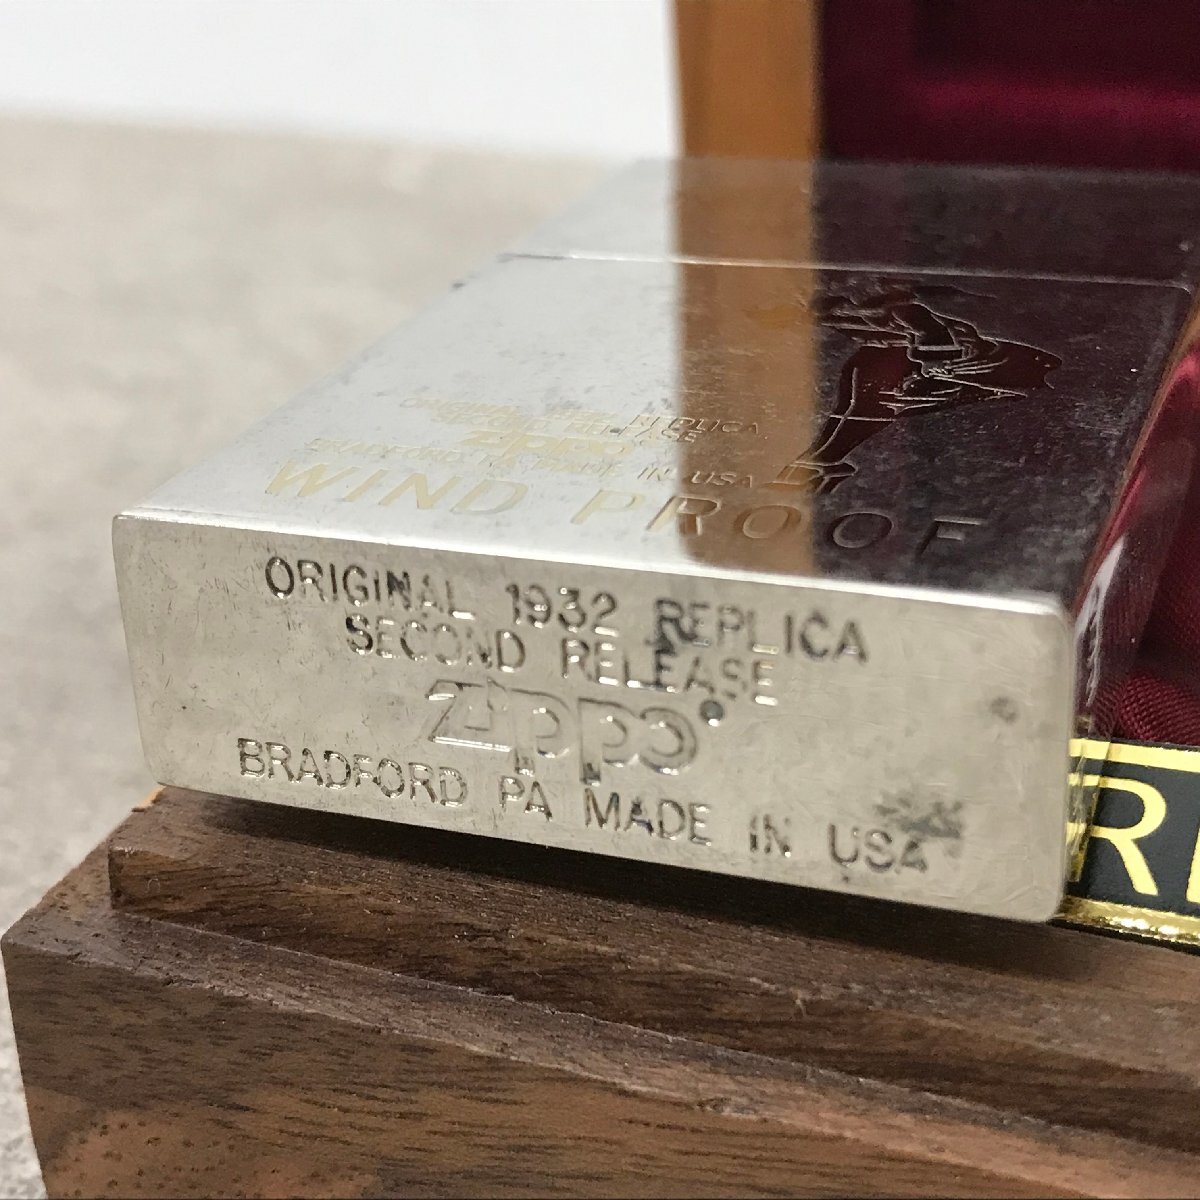 ORIGINAL 1932 REPLICA
SECOND RELEASE
Zippo
BRADFORD PA MADE IN USA
WIND PROOF
ORIGINAL 1932 REPLICA
SECOND RELEASE
Zippo
BRADFORD PA MADE IN USA